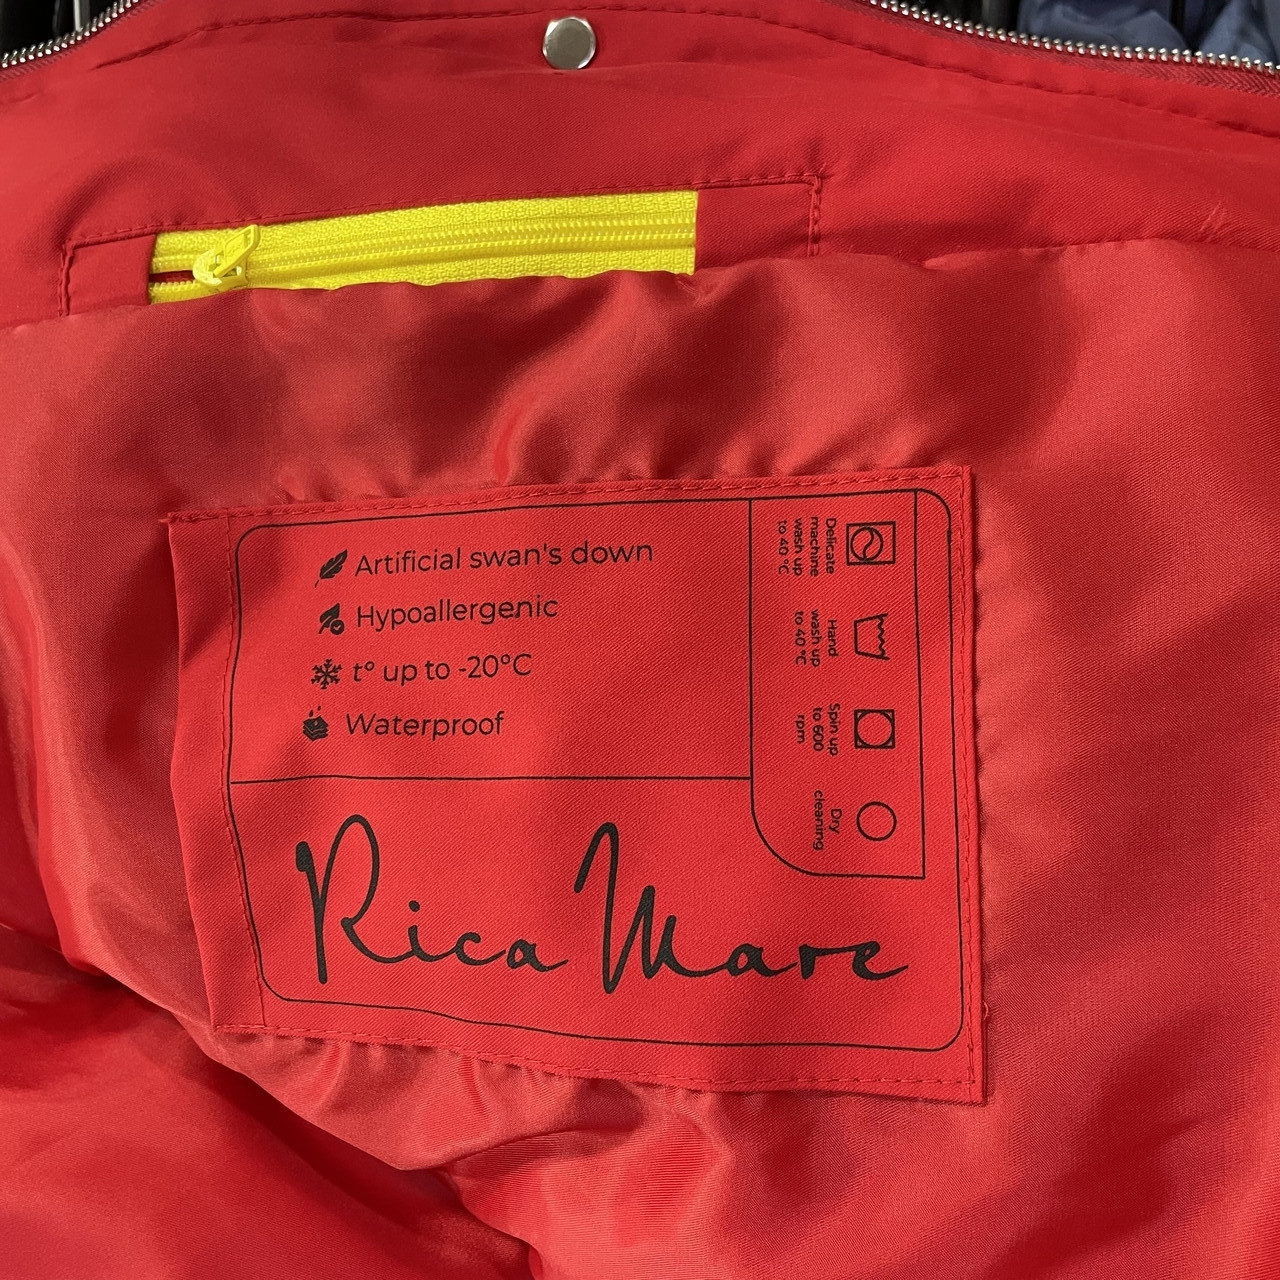 Artificial swan's down
Hypoallergenic
t° up to -20°C
Waterproof
Delicate
machine
wash up
to 40 °C
Hand
wash up
to 40 °C
Spin up
to 600
rpm
Dry
cleaning
Rica Mare